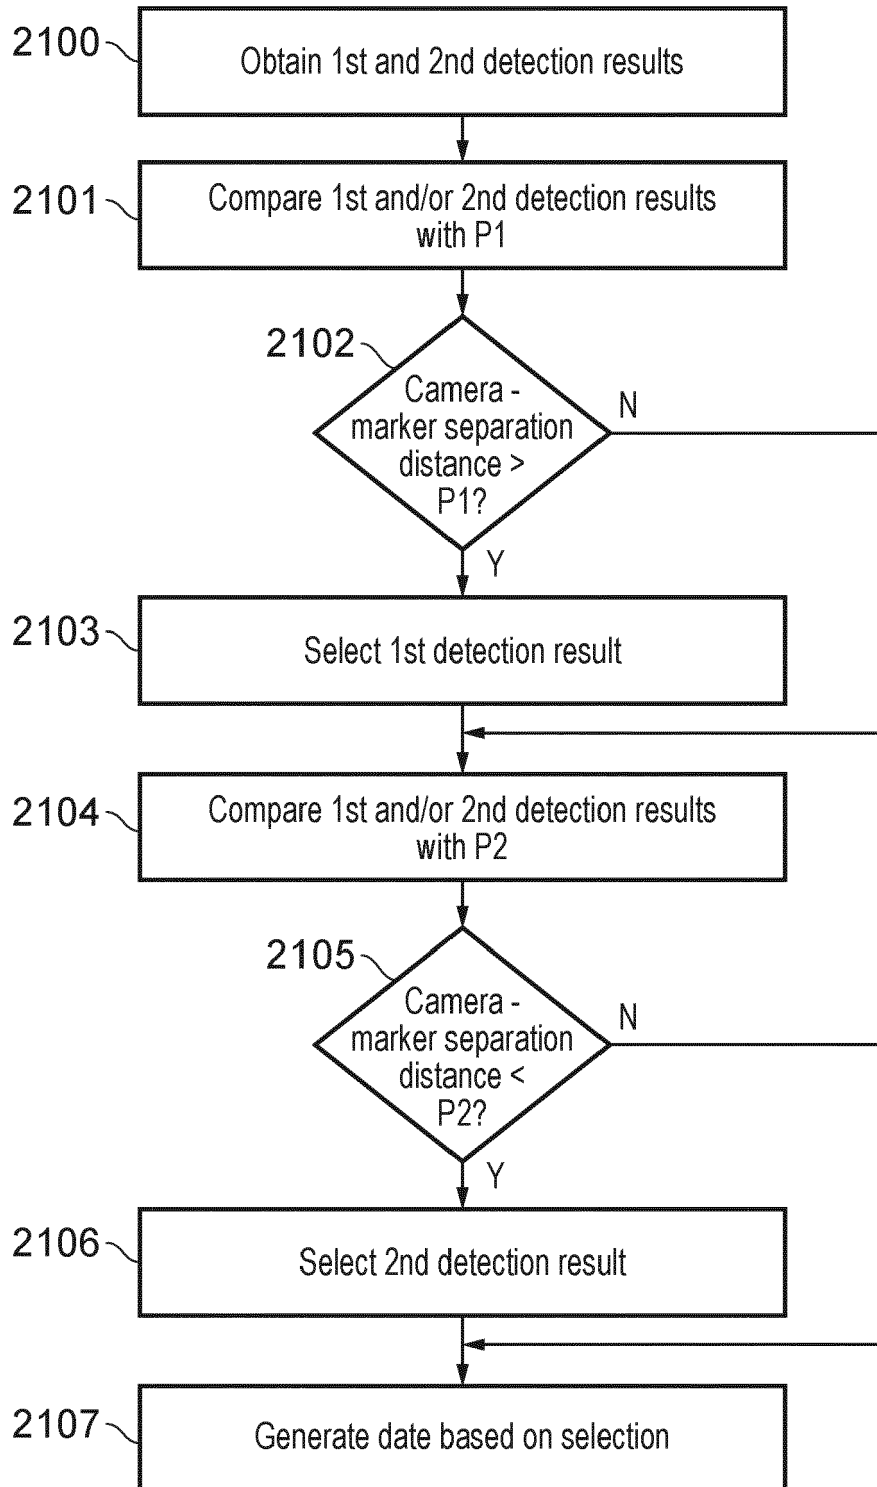 2100
Obtain 1st and 2nd detection results
2101
Compare 1st and/or 2nd detection results
with P1
2102
Camera -
marker separation
distance >
P1?
N
Y
2103
Select 1st detection result
2104
Compare 1st and/or 2nd detection results
with P2
2105
Camera -
marker separation
distance <
P2?
N
Y
2106
Select 2nd detection result
2107
Generate date based on selection